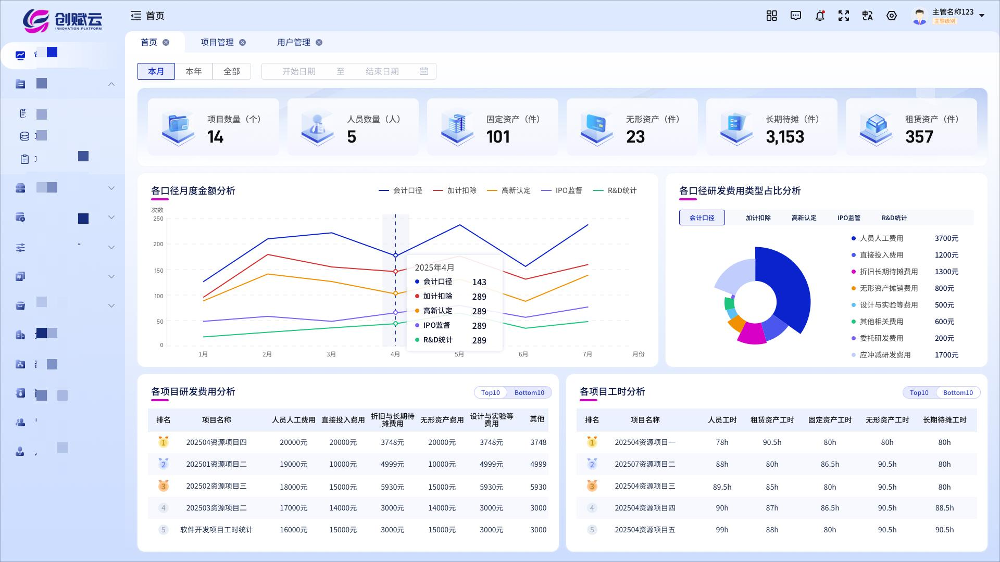 创赋云
INNOVATION PLATFORM
首页
主管名称123
主管级别
首页
项目管理
用户管理
本月
本年
全部
开始日期 至 结束日期
项目数量（个）
14
人员数量（人）
5
固定资产（件）
101
无形资产（件）
23
长期待摊（件）
3,153
租赁资产（件）
357
各口径月度金额分析
会计口径
加计扣除
高新认定
IPO监督
R&D统计
次数
250
200
150
100
50
0
1月
2月
3月
4月
5月
6月
7月
月份
2025年4月
会计口径 143
加计扣除 289
高新认定 289
IPO监督 289
R&D统计 289
各口径研发费用类型占比分析
会计口径
加计扣除
高新认定
IPO监管
R&D统计
人员人工费用 3700元
直接投入费用 1200元
折旧长期待摊费用 1300元
无形资产摊销费用 800元
设计与实验等费用 500元
其他相关费用 600元
委托研发费用 200元
应冲减研发费用 1700元
各项目研发费用分析
Top10 Bottom10
排名 项目名称 人员人工费用 直接投入费用 折旧与长期待摊费用 无形资产费用 设计与实验等费用 其他
1 202504资源项目四 20000元 20000元 3748元 20000元 3748元 3748
2 202501资源项目二 19000元 10000元 4999元 10000元 4999元 4999
3 202502资源项目三 18000元 15000元 5930元 15000元 5930元 5930
4 202503资源项目二 17000元 14000元 3000元 14000元 3000元 3000
5 软件开发项目工时统计 16000元 15000元 3000元 15000元 3000元 3000
各项目工时分析
Top10 Bottom10
排名 项目名称 人员工时 租赁资产工时 固定资产工时 无形资产工时 长期待摊工时
1 202504资源项目一 78h 90.5h 80h 80h 80h
2 202507资源项目二 88h 80h 86.5h 90.5h 80h
3 202504资源项目三 89.5h 85h 80h 90.5h 80h
4 202504资源项目四 90h 87h 86.5h 90.5h 88.5h
5 202504资源项目五 99h 88h 80h 90.5h 90.5h